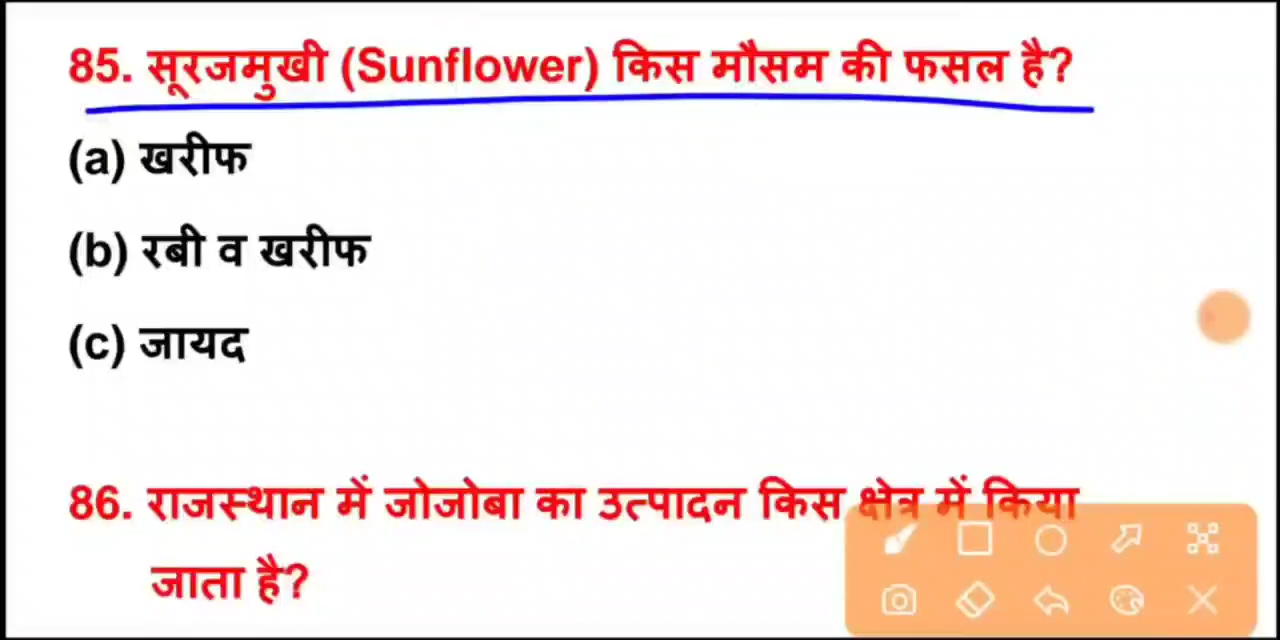 85. सूरजमुखी (Sunflower) किस मौसम की फसल है?
(a) खरीफ
(b) रबी व खरीफ
(c) जायद
86. राजस्थान में जोजोबा का उत्पादन किस क्षेत्र में किया
जाता है?